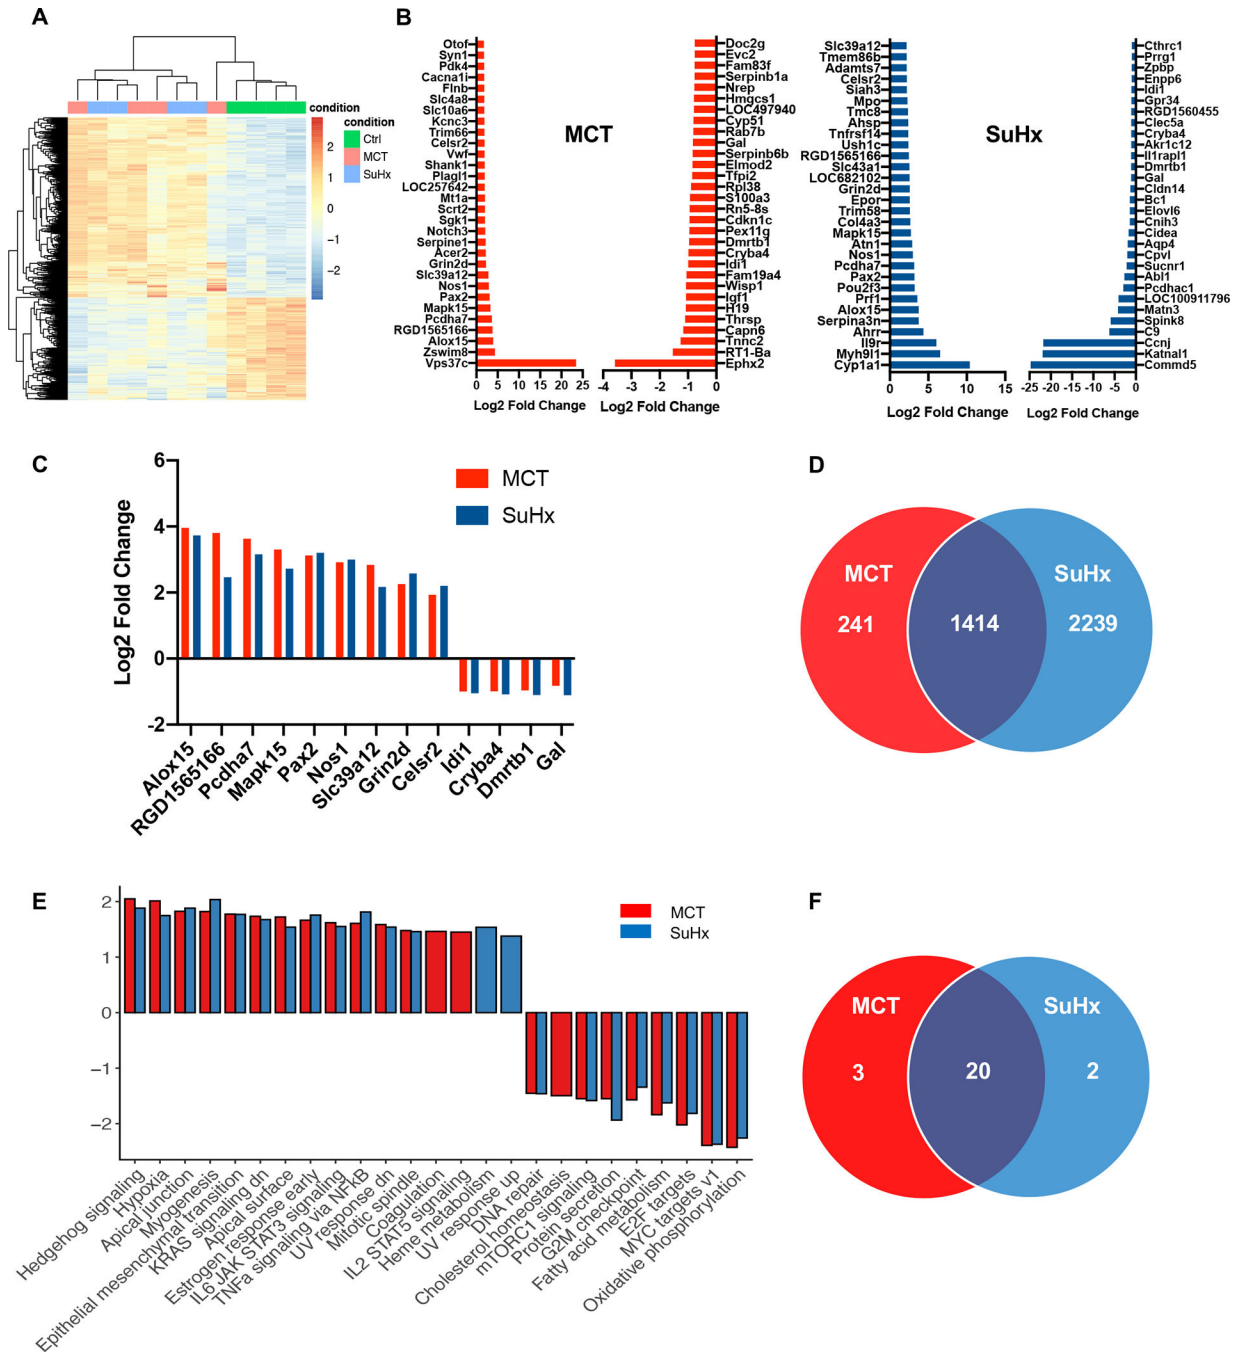 A
condition
condition
Ctrl
MCT
SuHx
2
1
0
−1
−2
B
Otof
Syn1
Pdk4
Cacna1i
Flnb
Slc4a8
Slc10a6
Kcnc3
Trim66
Celsr2
Vwf
Shank1
Plagl1
LOC257642
Mt1a
Scrt2
Sgk1
Notch3
Serpine1
Acer2
Grin2d
Slc39a12
Nos1
Pax2
Mapk15
Pcdha7
RGD1565166
Alox15
Zswim8
Vps37c
0 5 10 15 20 25
Log2 Fold Change
MCT
Doc2g
Evc2
Fam83f
Serpinb1a
Nrep
Hmgcs1
LOC497940
Cyp51
Rab7b
Gal
Serpinb6b
Elmod2
Tfpi2
Rpl38
S100a3
Rn5-8s
Cdkn1c
Pex11g
Dmrtb1
Cryba4
Idi1
Fam19a4
Wisp1
Igf1
H19
Thrsp
Capn6
Tnnc2
RT1-Ba
Ephx2
-4 -3 -2 -1 0
Log2 Fold Change
Slc39a12
Tmem86b
Adamts7
Celsr2
Siah3
Mpo
Tmc8
Ahsp
Tnfrsf14
Ush1c
RGD1565166
Slc43a1
LOC682102
Grin2d
Epor
Trim58
Col4a3
Mapk15
Atn1
Nos1
Pcdha7
Pax2
Pou2f3
Prf1
Alox15
Serpina3n
Ahrr
Il9r
Myh9l1
Cyp1a1
0 5 10 15
Log2 Fold Change
SuHx
Cthrc1
Prrg1
Zpbp
Enpp6
Idi1
Gpr34
RGD1560455
Clec5a
Cryba4
Akr1c12
Il1rapl1
Dmrtb1
Gal
Cldn14
Bc1
Elovl6
Cnih3
Cidea
Aqp4
Cpvl
Sucnr1
Abl1
Pcdhac1
LOC100911796
Matn3
Spink8
C9
Ccnj
Katnal1
Commd5
-25 -20 -15 -10 -5 0
Log2 Fold Change
C
Log2 Fold Change
6
4
2
0
-2
MCT
SuHx
Alox15
RGD1565166
Pcdha7
Mapk15
Pax2
Nos1
Slc39a12
Grin2d
Celsr2
Idi1
Cryba4
Dmrtb1
Gal
D
MCT
SuHx
241
1414
2239
E
2
1
0
−1
−2
MCT
SuHx
Hedgehog signaling
Hypoxia
Apical junction
Myogenesis
Epithelial mesenchymal transition
KRAS signaling dn
Apical surface
Estrogen response early
IL6 JAK STAT3 signaling
TNFa signaling via NFkB
UV response dn
Mitotic spindle
Coagulation
IL2 STAT5 signaling
Heme metabolism
UV response up
DNA repair
Cholesterol homeostasis
mTORC1 signaling
Protein secretion
G2M checkpoint
Fatty acid metabolism
E2F targets
MYC targets v1
Oxidative phosphorylation
F
MCT
SuHx
3
20
2